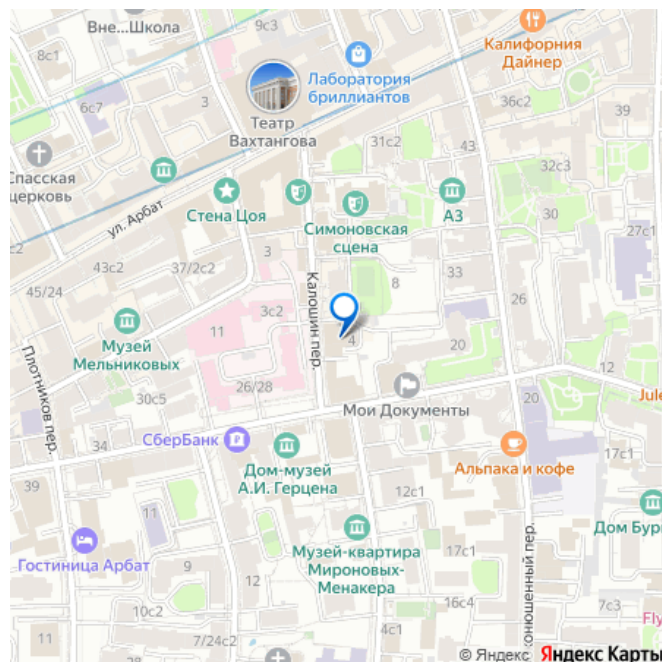 9с3
Вне...Школа
8с1
Калифорния
Дайнер
Лаборатория
бриллиантов
6с7
3
36с2
39
Театр
Вахтангова
31с2
43
32с3
Спасская
церковь
ул. Арбат
Стена Цоя
Симоновская
сцена
А3
30
27с1
с2
43с2
37/2с2
3
33
45/24
8
26
Калошин пер.
3с2
11
Музей
Мельниковых
4
20
Плотников пер.
26/28
30с5
Мои Документы
20
Jule
34
СберБанк
Альпака и кофе
Дом-музей
А.И. Герцена
39
12с1
11
Дом Бур
Музей-квартира
Мироновых-
Менакера
17с1
Гостиница Арбат
9
12
конюшенный пер.
10с2
16с4
7с3
Fly
11
7/24с2
4с1
© Яндекс Яндекс Карты